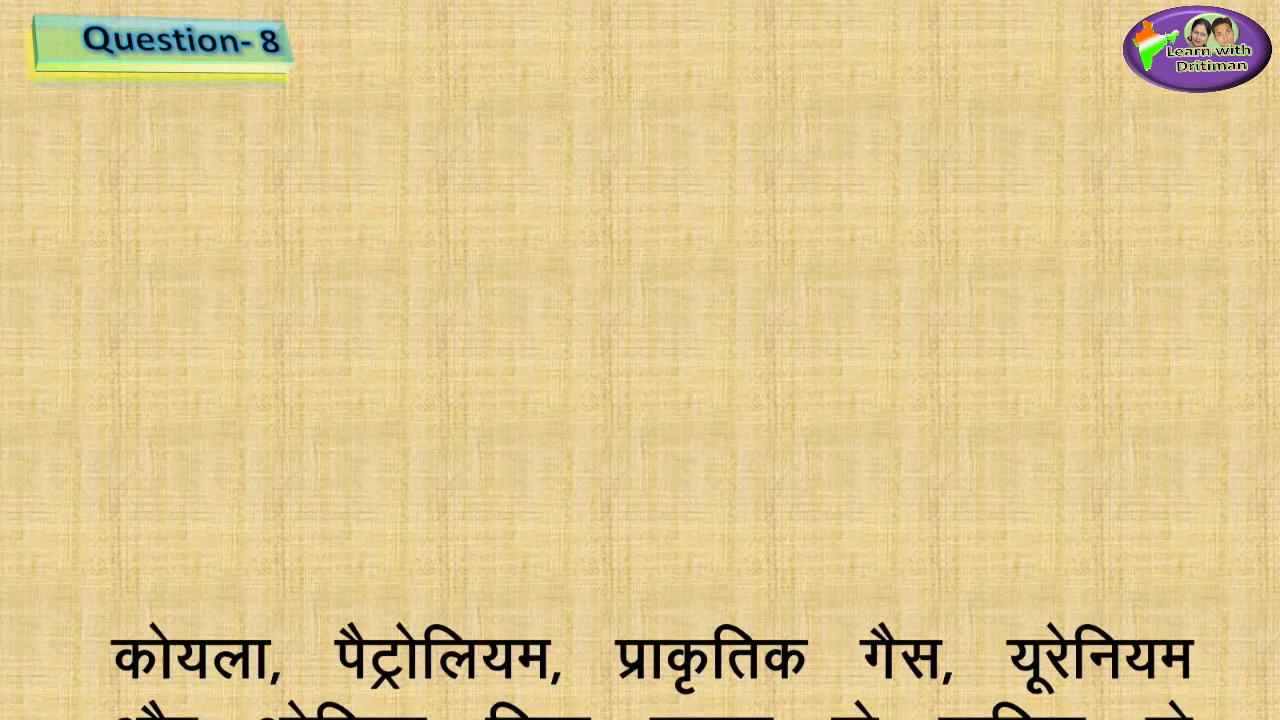 Question- 8
Learn with
Dritiman
कोयला, पैट्रोलियम, प्राकृतिक गैस, यूरेनियम